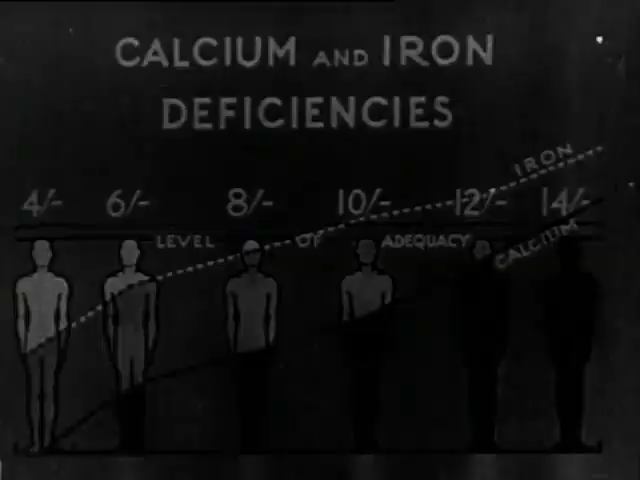 CALCIUM AND IRON
DEFICIENCIES
IRON
4/- 6/- 8/- 10/- 12/- 14/-
LEVEL OF ADEQUACY
CALCIUM